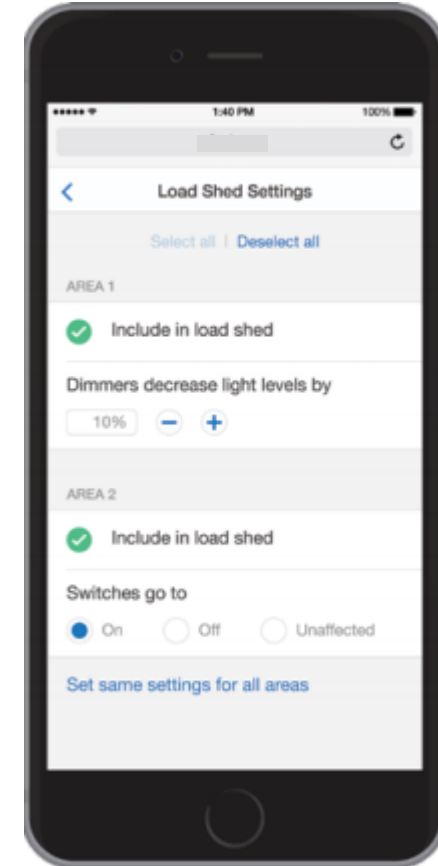 1:40 PM 100%
Load Shed Settings
Select all | Deselect all
AREA 1
Include in load shed
Dimmers decrease light levels by
10%
AREA 2
Include in load shed
Switches go to
On Off Unaffected
Set same settings for all areas